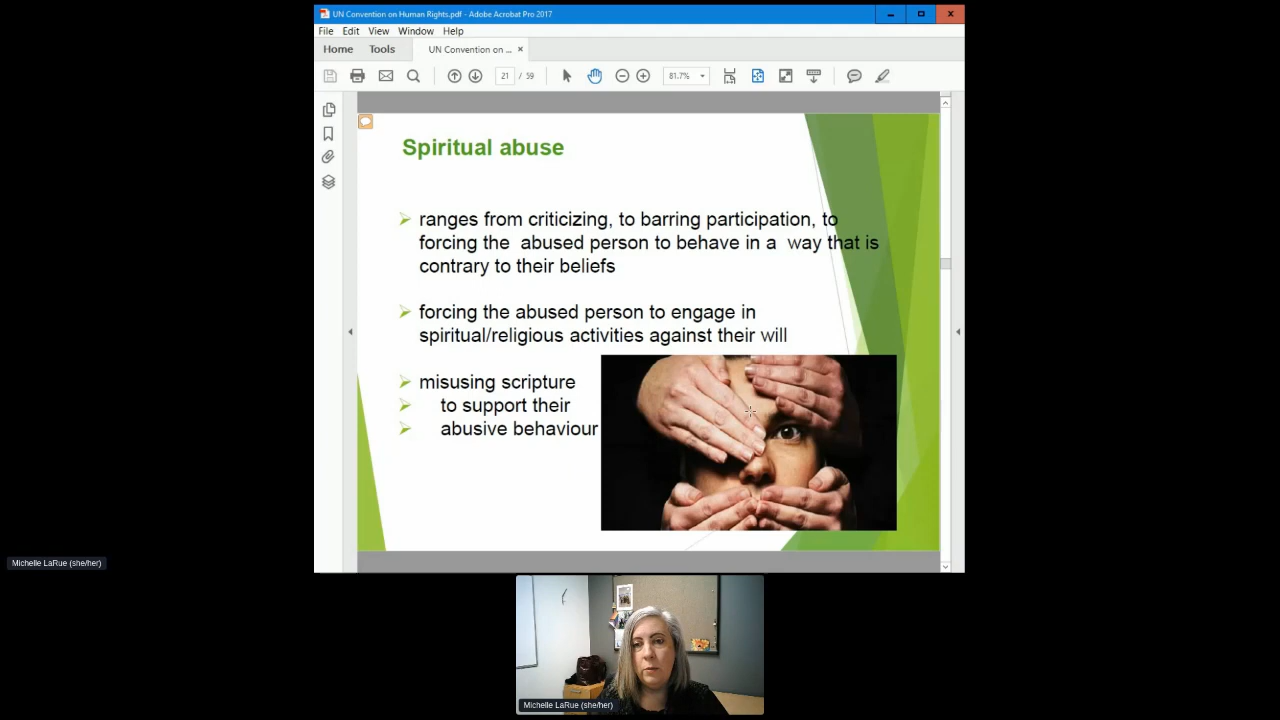 UN Convention on Human Rights.pdf - Adobe Acrobat Pro 2017
File Edit View Window Help
Home Tools UN Convention on ... ×
21 / 59 81.7%
Spiritual abuse
ranges from criticizing, to barring participation, to
forcing the abused person to behave in a way that is
contrary to their beliefs
forcing the abused person to engage in
spiritual/religious activities against their will
misusing scripture
to support their
abusive behaviour
Michelle LaRue (she/her)
Michelle LaRue (she/her)